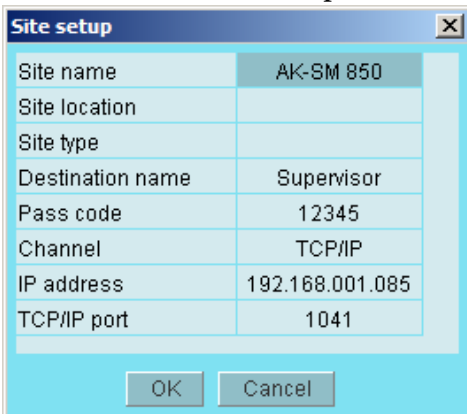 Site setup
Site name AK-SM 850
Site location
Site type
Destination name Supervisor
Pass code 12345
Channel TCP/IP
IP address 192.168.001.085
TCP/IP port 1041
OK Cancel